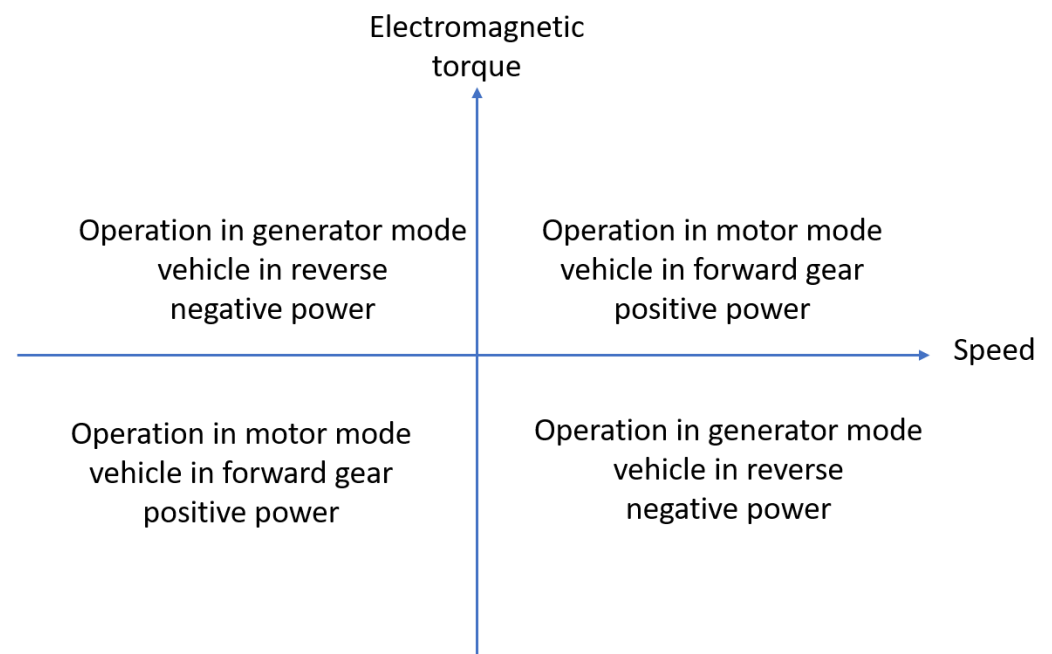 Electromagnetic
torque
Operation in generator mode
vehicle in reverse
negative power
Operation in motor mode
vehicle in forward gear
positive power
Speed
Operation in motor mode
vehicle in forward gear
positive power
Operation in generator mode
vehicle in reverse
negative power